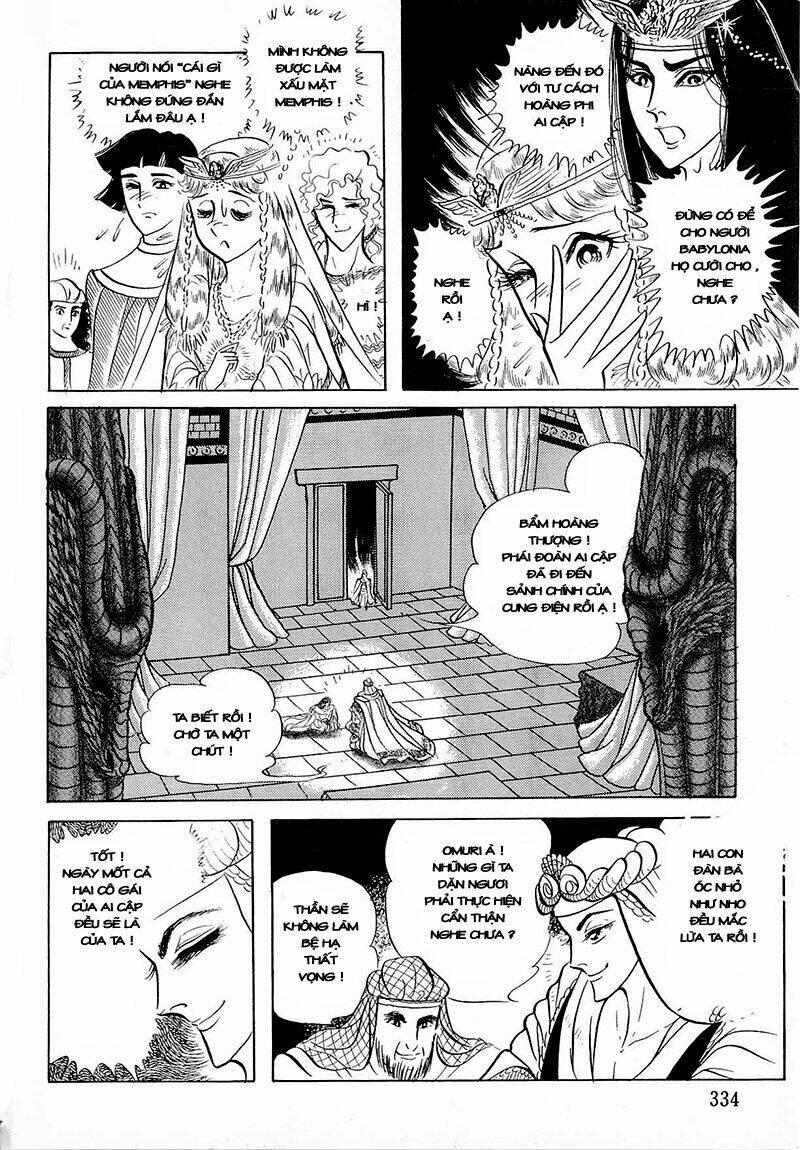 NGƯỜI NÓI "CÁI GÌ
CỦA MEMPHIS" NGHE
KHÔNG ĐỨNG ĐẮN
LẮM ĐÂU Ạ !
MÌNH KHÔNG
ĐƯỢC LÀM
XẤU MẶT
MEMPHIS !
HÌ !
NÀNG ĐẾN ĐÓ
VỚI TƯ CÁCH
HOÀNG PHI
AI CẬP !
ĐỪNG CÓ ĐỂ
CHO NGƯỜI
BABYLONIA
HỌ CƯỜI CHO ,
NGHE
CHƯA ?
NGHE
RỒI
Ạ !
BẨM HOÀNG
THƯỢNG !
PHÁI ĐOÀN AI CẬP
ĐÃ ĐI ĐẾN
SẢNH CHÍNH CỦA
CUNG ĐIỆN RỒI Ạ !
TA BIẾT RỒI !
CHỜ TA MỘT
CHÚT !
TỐT !
NGÀY MỐT CẢ
HAI CÔ GÁI
CỦA AI CẬP
ĐỀU SẼ LÀ
CỦA TA !
THẦN SẼ
KHÔNG LÀM
BỆ HẠ
THẤT
VỌNG !
OMURI À !
NHỮNG GÌ TA
DẶN NGƯƠI
PHẢI THỰC HIỆN
CẨN THẬN
NGHE CHƯA ?
HAI CON
ĐÀN BÀ
ÓC NHỎ
NHƯ NHO
ĐỀU MẮC
LỪA TA RỒI !
334